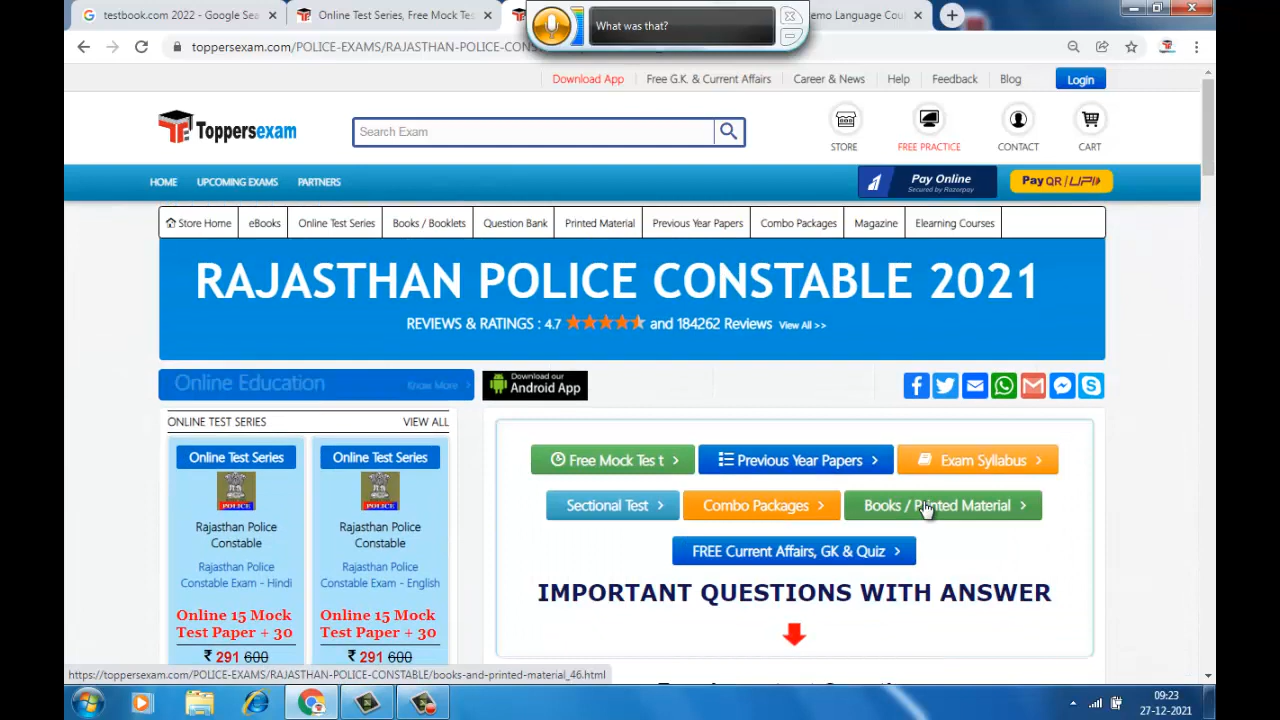 testbook.com 2022 - Google Sea
Online Test Series, Free Mock Tes
What was that?
emo Language Cou
toppersexam.com/POLICE-EXAMS/RAJASTHAN-POLICE-CONS
Download App
Free G.K. & Current Affairs
Career & News
Help
Feedback
Blog
Login
Toppersexam
Search Exam
STORE
FREE PRACTICE
CONTACT
CART
HOME
UPCOMING EXAMS
PARTNERS
Pay Online
Secured by Razorpay
Pay QR / UPI
Store Home
eBooks
Online Test Series
Books / Booklets
Question Bank
Printed Material
Previous Year Papers
Combo Packages
Magazine
Elearning Courses
RAJASTHAN POLICE CONSTABLE 2021
REVIEWS & RATINGS : 4.7 and 184262 Reviews View All >>
Online Education
Know More >
Download our
Android App
ONLINE TEST SERIES
VIEW ALL
Online Test Series
POLICE
Rajasthan Police
Constable
Rajasthan Police
Constable Exam - Hindi
Online 15 Mock
Test Paper + 30
₹ 291 600
Online Test Series
POLICE
Rajasthan Police
Constable
Rajasthan Police
Constable Exam - English
Online 15 Mock
Test Paper + 30
₹ 291 600
Free Mock Tes t >
Previous Year Papers >
Exam Syllabus >
Sectional Test >
Combo Packages >
Books / Printed Material >
FREE Current Affairs, GK & Quiz >
IMPORTANT QUESTIONS WITH ANSWER
https://toppersexam.com/POLICE-EXAMS/RAJASTHAN-POLICE-CONSTABLE/books-and-printed-material_46.html
09:23
27-12-2021